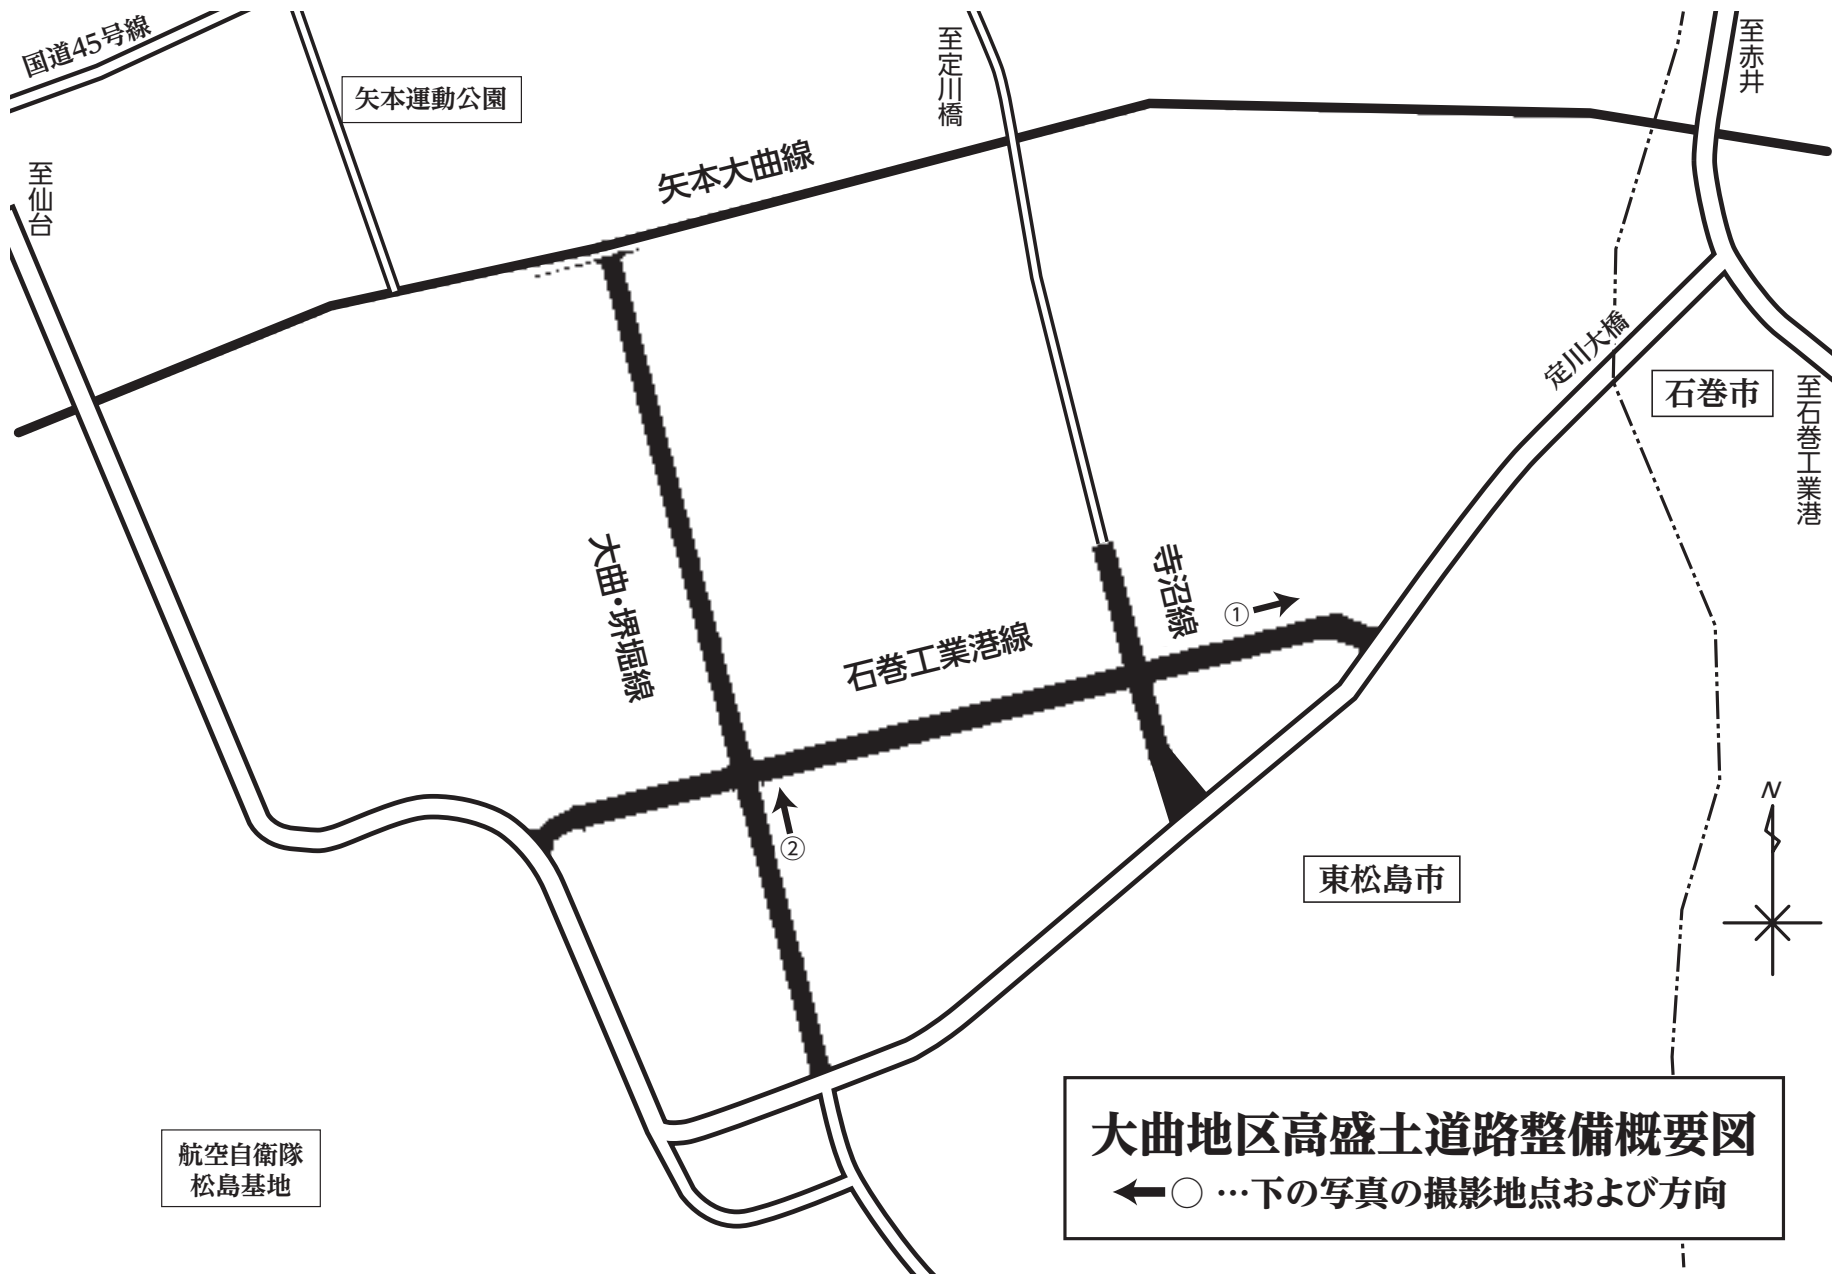 国道45号線
矢本運動公園
至定川橋
至赤井
至仙台
矢本大曲線
定川大橋
石巻市
至石巻工業港
大曲・堺堀線
寺沼線
①
石巻工業港線
②
N
東松島市
航空自衛隊
松島基地
大曲地区高盛土道路整備概要図
←○…下の写真の撮影地点および方向